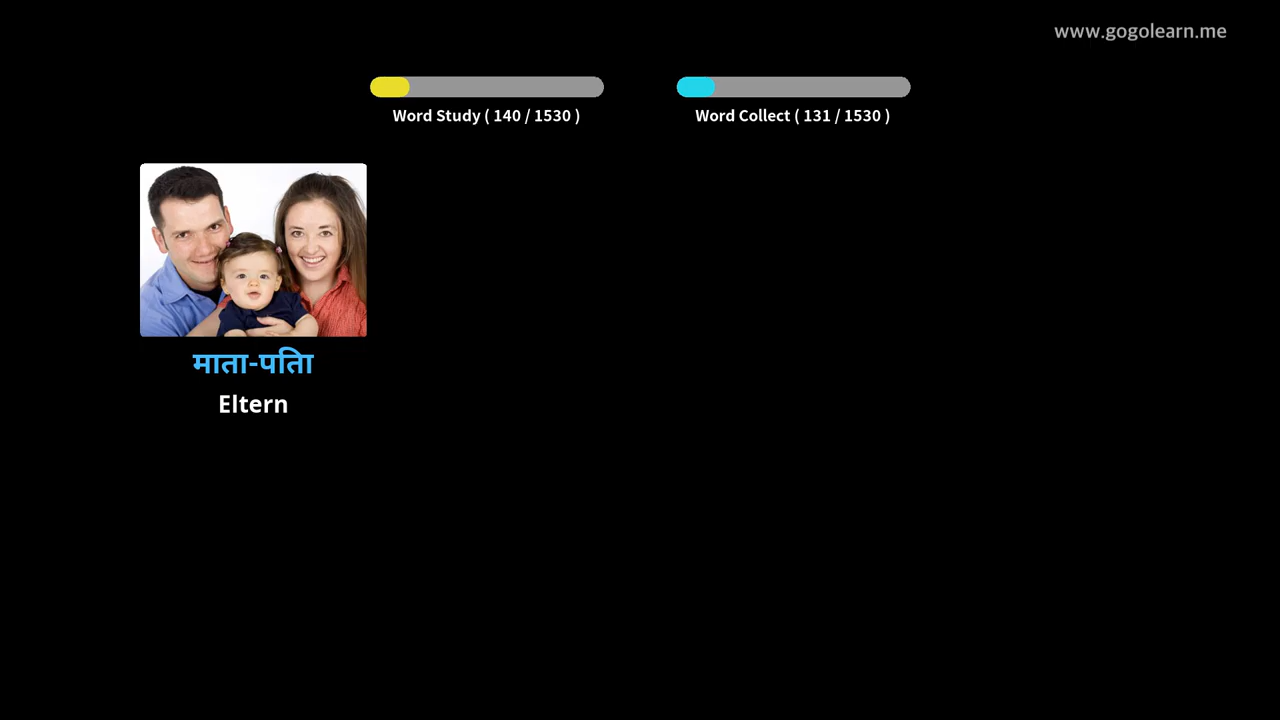 www.gogolearn.me
Word Study ( 140 / 1530 )
Word Collect ( 131 / 1530 )
माता-पिता
Eltern